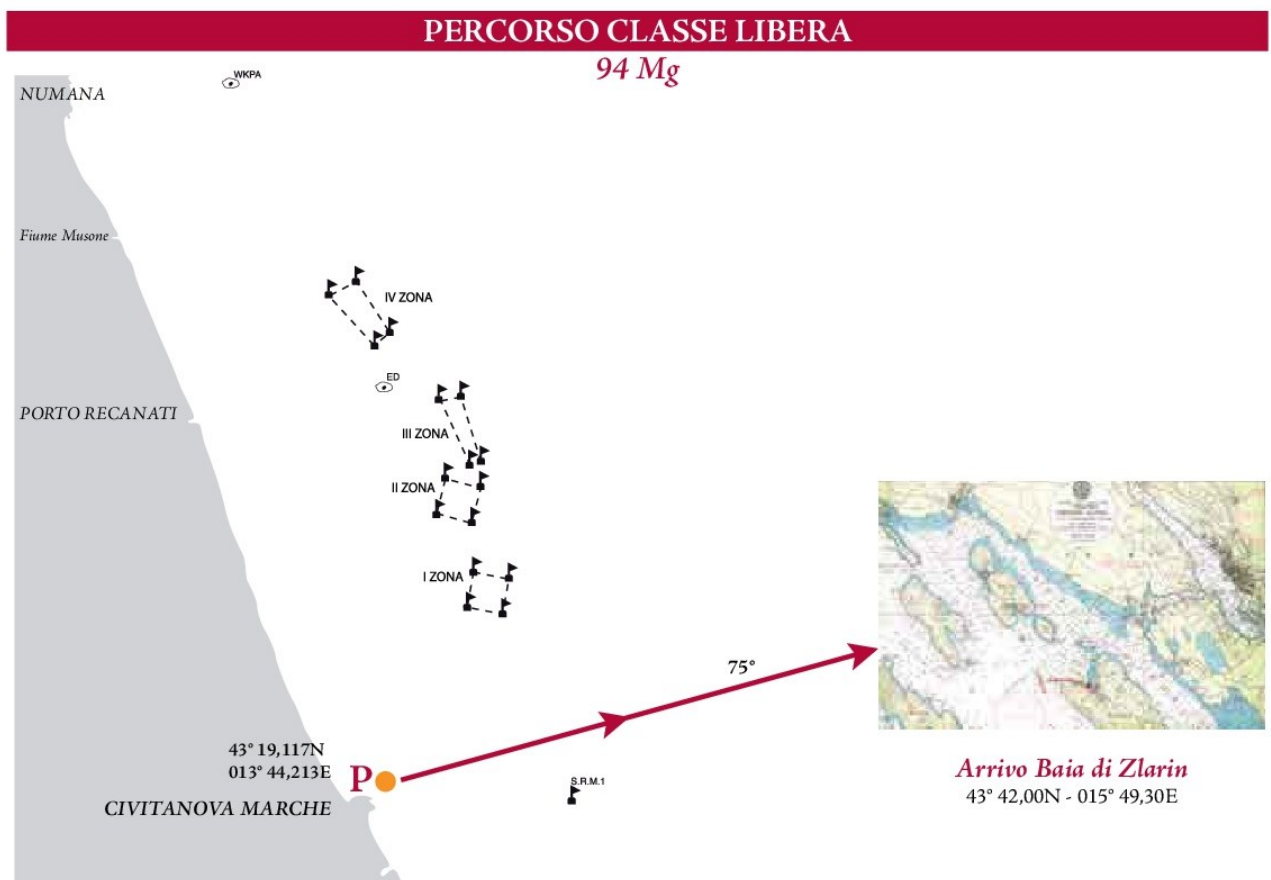 PERCORSO CLASSE LIBERA
94 Mg
WKPA
NUMANA
Fiume Musone
IV ZONA
ED
PORTO RECANATI
III ZONA
II ZONA
I ZONA
75°
43° 19,117N
013° 44,213E
P
S.R.M.1
CIVITANOVA MARCHE
Arrivo Baia di Zlarin
43° 42,00N - 015° 49,30E